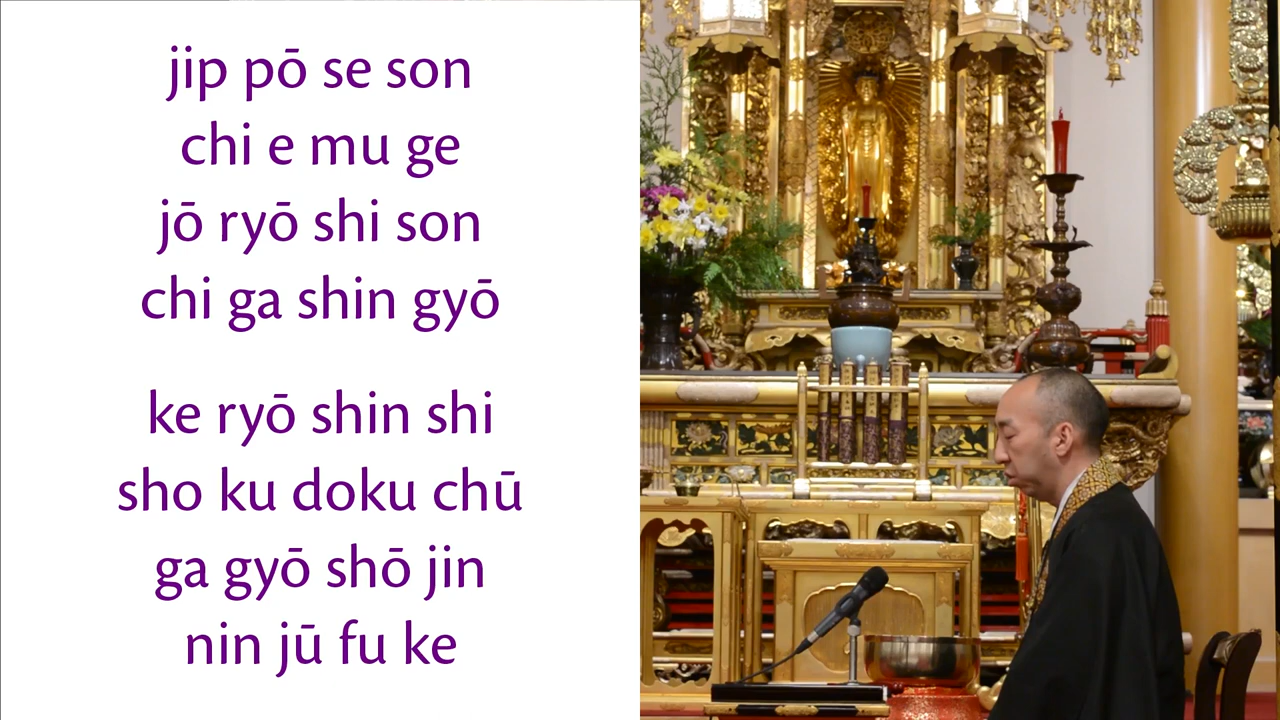 jip pō se son
chi e mu ge
jō ryō shi son
chi ga shin gyō
ke ryō shin shi
sho ku doku chū
ga gyō shō jin
nin jū fu ke